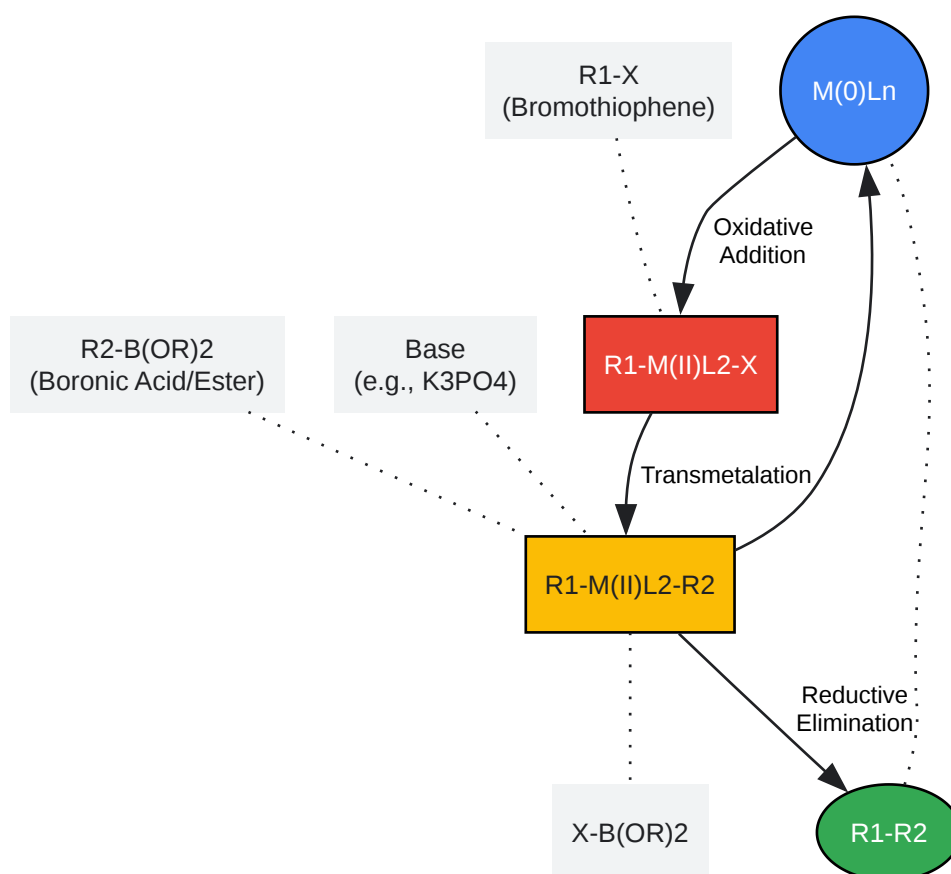 R1-X
(Bromothiophene)
M(0)Ln
Oxidative
Addition
R2-B(OR)2
(Boronic Acid/Ester)
Base
(e.g., K3PO4)
R1-M(II)L2-X
Transmetalation
R1-M(II)L2-R2
Reductive
Elimination
X-B(OR)2
R1-R2